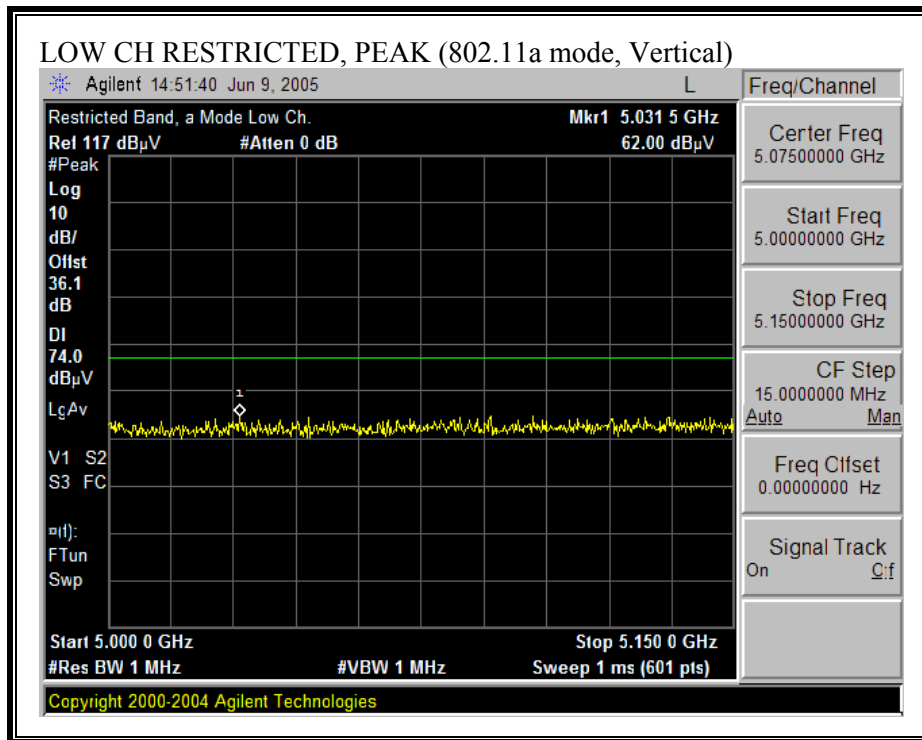 LOW CH RESTRICTED, PEAK (802.11a mode, Vertical)
Agilent 14:51:40 Jun 9, 2005 L
Restricted Band, a Mode Low Ch. Mkr1 5.031 5 GHz
Ref 117 dBµV #Atten 0 dB 62.00 dBµV
#Peak
Log
10
dB/
Offst
36.1
dB
DI
74.0
dBµV
LgAv
1
V1 S2
S3 FC
¤(f):
FTun
Swp
Start 5.000 0 GHz Stop 5.150 0 GHz
#Res BW 1 MHz #VBW 1 MHz Sweep 1 ms (601 pts)
Copyright 2000-2004 Agilent Technologies
Freq/Channel
Center Freq
5.07500000 GHz
Start Freq
5.00000000 GHz
Stop Freq
5.15000000 GHz
CF Step
15.0000000 MHz
Auto Man
Freq Offset
0.00000000 Hz
Signal Track
On Off